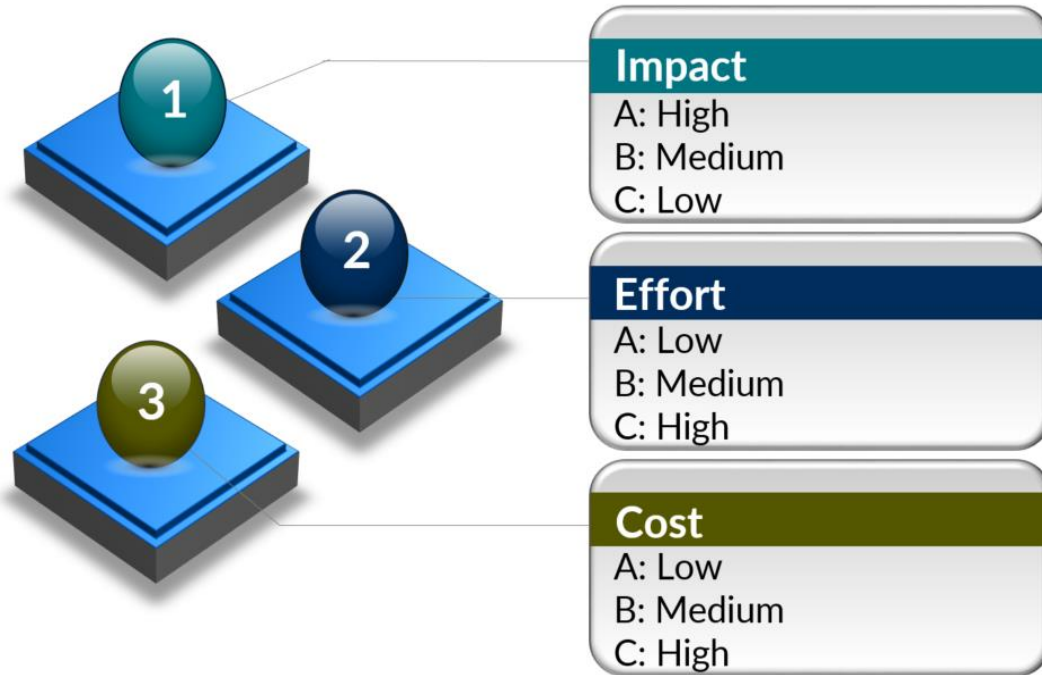 1
Impact
A: High
B: Medium
C: Low
2
Effort
A: Low
B: Medium
C: High
3
Cost
A: Low
B: Medium
C: High